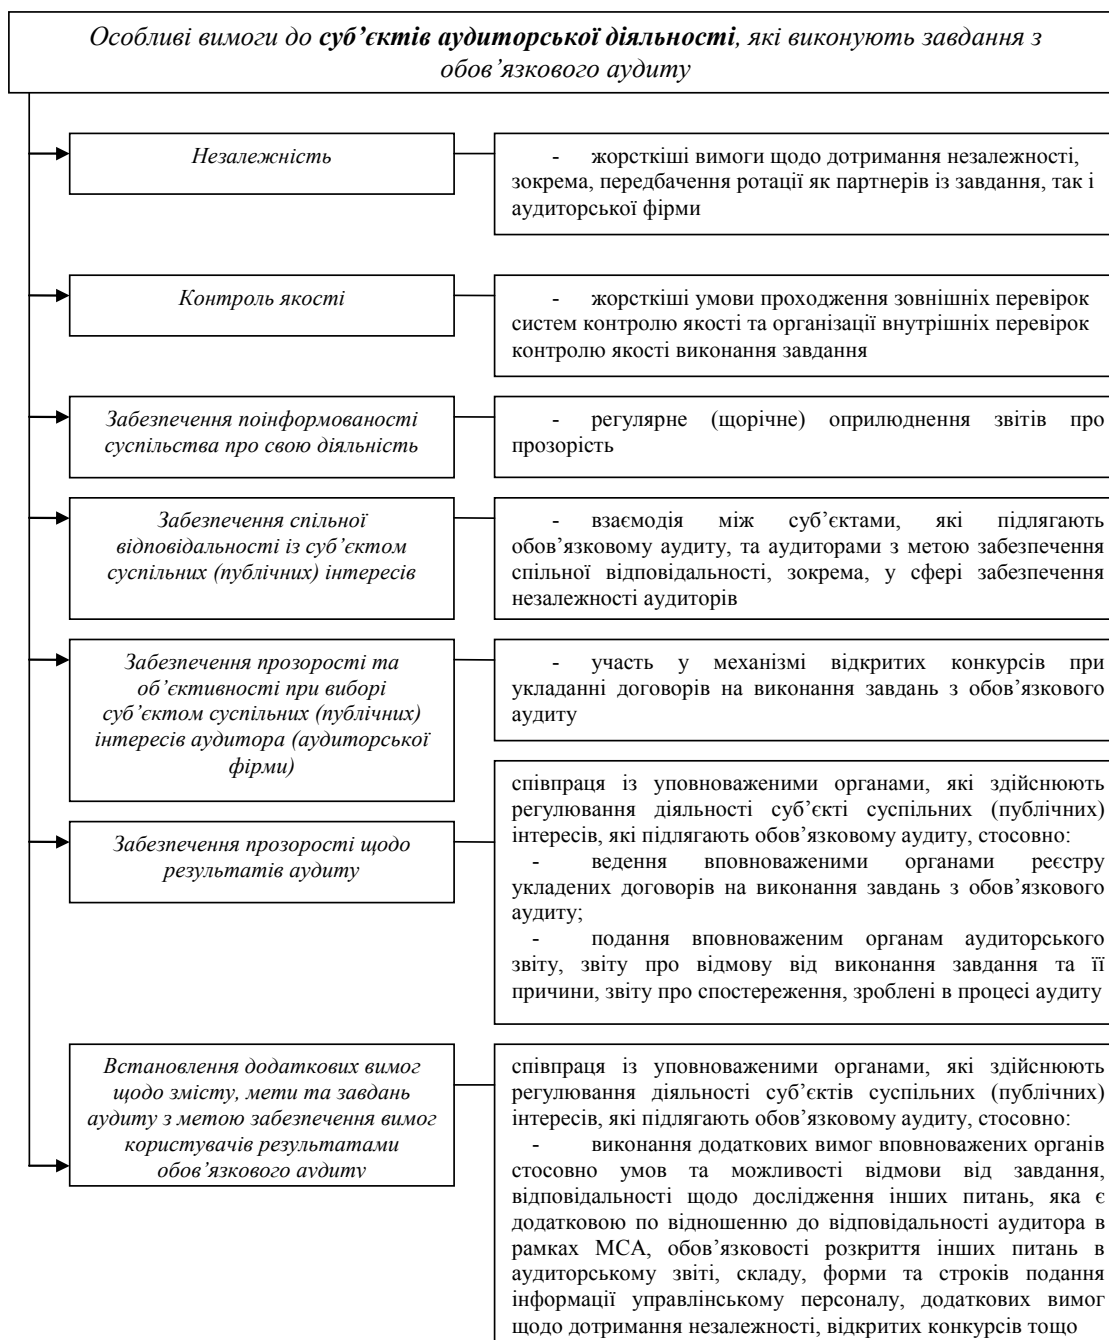 Особливі вимоги до суб’єктів аудиторської діяльності, які виконують завдання з
обов’язкового аудиту
Незалежність
- жорсткіші вимоги щодо дотримання незалежності,
зокрема, передбачення ротації як партнерів із завдання, так і
аудиторської фірми
Контроль якості
- жорсткіші умови проходження зовнішніх перевірок
систем контролю якості та організації внутрішніх перевірок
контролю якості виконання завдання
Забезпечення поінформованості
суспільства про свою діяльність
- регулярне (щорічне) оприлюднення звітів про
прозорість
Забезпечення спільної
відповідальності із суб’єктом
суспільних (публічних) інтересів
- взаємодія між суб’єктами, які підлягають
обов’язковому аудиту, та аудиторами з метою забезпечення
спільної відповідальності, зокрема, у сфері забезпечення
незалежності аудиторів
Забезпечення прозорості та
об’єктивності при виборі
суб’єктом суспільних (публічних)
інтересів аудитора (аудиторської
фірми)
- участь у механізмі відкритих конкурсів при
укладанні договорів на виконання завдань з обов’язкового
аудиту
Забезпечення прозорості щодо
результатів аудиту
співпраця із уповноваженими органами, які здійснюють
регулювання діяльності суб’єкті суспільних (публічних)
інтересів, які підлягають обов’язковому аудиту, стосовно:
- ведення вповноваженими органами реєстру
укладених договорів на виконання завдань з обов’язкового
аудиту;
- подання вповноваженим органам аудиторського
звіту, звіту про відмову від виконання завдання та її
причини, звіту про спостереження, зроблені в процесі аудиту
Встановлення додаткових вимог
щодо змісту, мети та завдань
аудиту з метою забезпечення вимог
користувачів результатами
обов’язкового аудиту
співпраця із уповноваженими органами, які здійснюють
регулювання діяльності суб’єктів суспільних (публічних)
інтересів, які підлягають обов’язковому аудиту, стосовно:
- виконання додаткових вимог вповноважених органів
стосовно умов та можливості відмови від завдання,
відповідальності щодо дослідження інших питань, яка є
додатковою по відношенню до відповідальності аудитора в
рамках МСА, обов’язковості розкриття інших питань в
аудиторському звіті, складу, форми та строків подання
інформації управлінському персоналу, додаткових вимог
щодо дотримання незалежності, відкритих конкурсів тощо